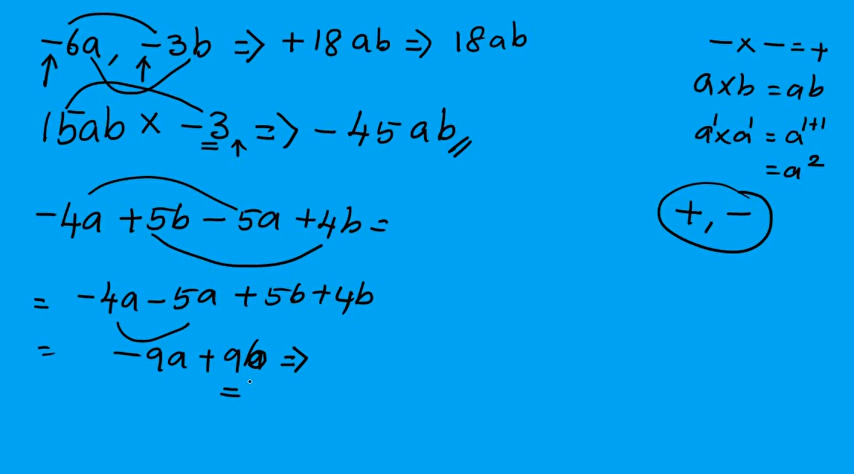 -6a, -3b => +18ab => 18ab
15ab × -3 => -45ab
-4a +5b -5a +4b =
= -4a -5a +5b+4b
= -9a +9b =>
=
- × - = +
a×b = ab
a¹×a¹ = a¹⁺¹
= a²
+, -